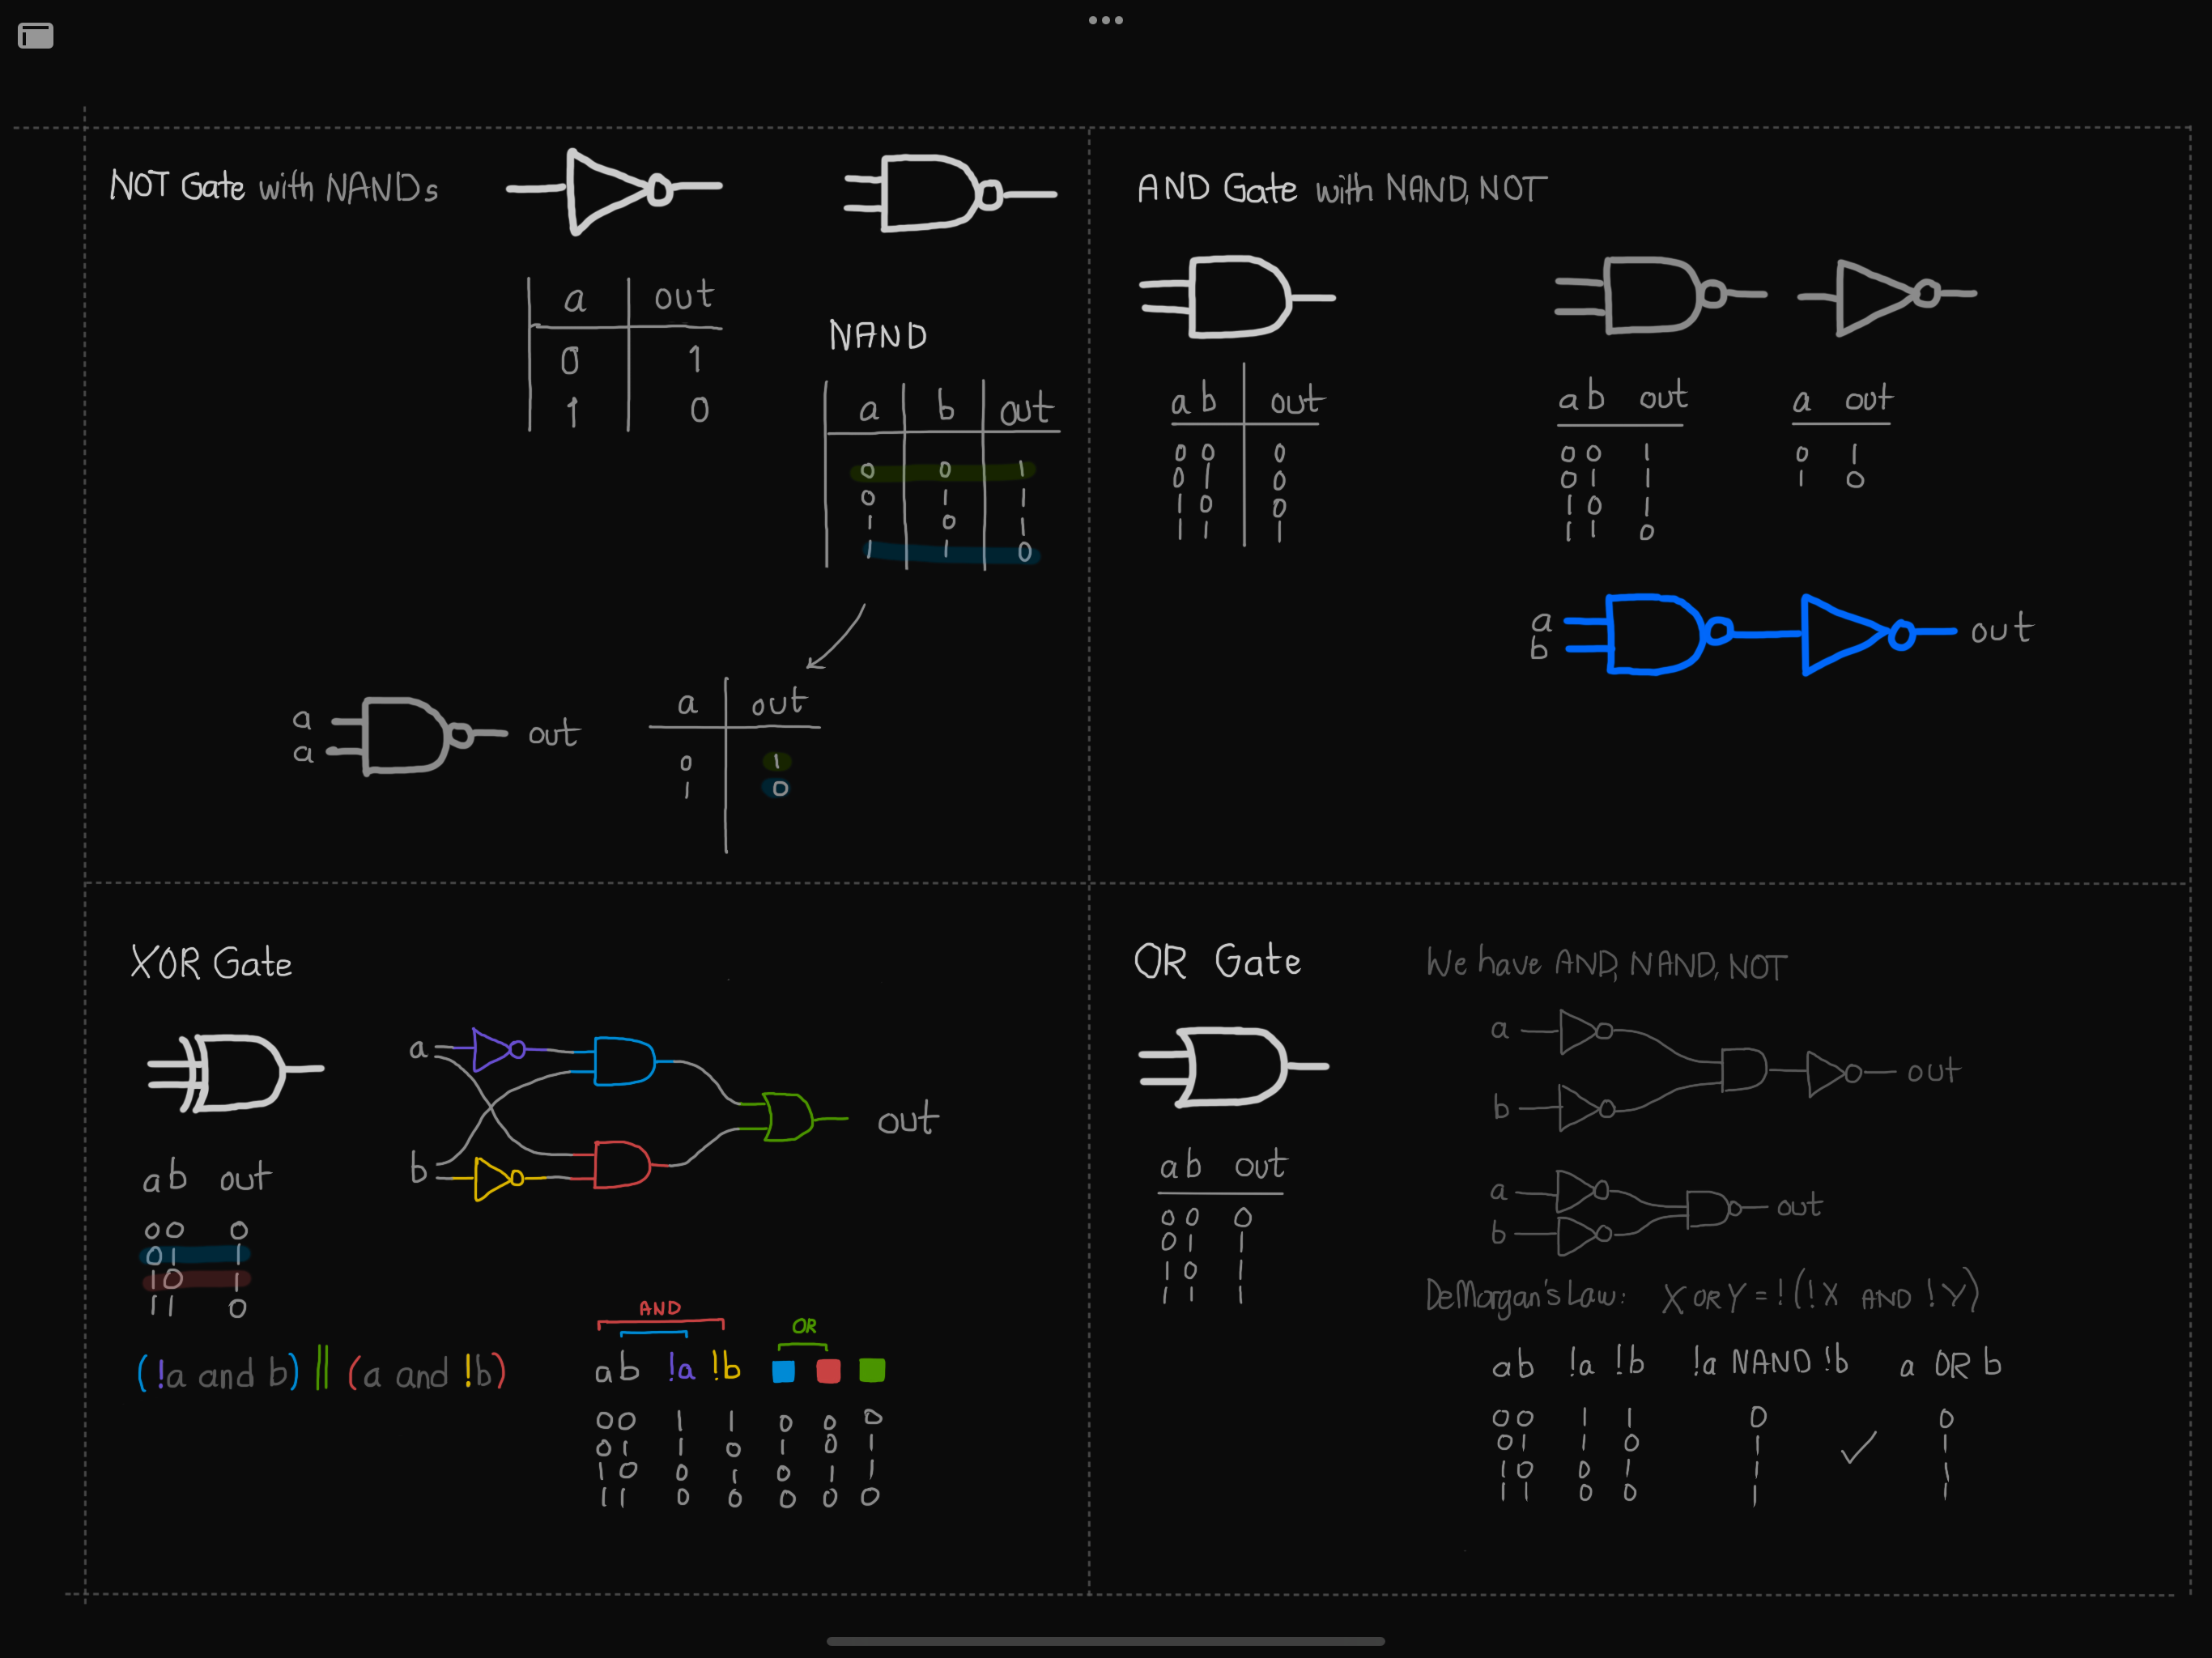 NOT Gate with NANDs
a out
0 1
1 0
NAND
a b out
0 0 1
0 1 1
1 0 1
1 1 0
a
a
out
a out
0 1
1 0
AND Gate with NAND, NOT
a b out
0 0 0
0 1 0
1 0 0
1 1 1
a b out
0 0 1
0 1 1
1 0 1
1 1 0
a out
0 1
1 0
a
b
out
XOR Gate
a
b
out
a b out
0 0 0
0 1 1
1 0 1
1 1 0
(!a and b) || (a and !b)
AND
OR
a b !a !b
0 0 1 1 0 0 0
0 1 1 0 1 0 1
1 0 0 1 0 1 1
1 1 0 0 0 0 0
OR Gate
a b out
0 0 0
0 1 1
1 0 1
1 1 1
We have AND, NAND, NOT
a
b
out
a
b
out
DeMorgan's Law: X OR Y = !(!X AND !Y)
a b !a !b !a NAND !b a OR b
0 0 1 1 0 0
0 1 1 0 1 ✓ 1
1 0 0 1 1 1
1 1 0 0 1 1